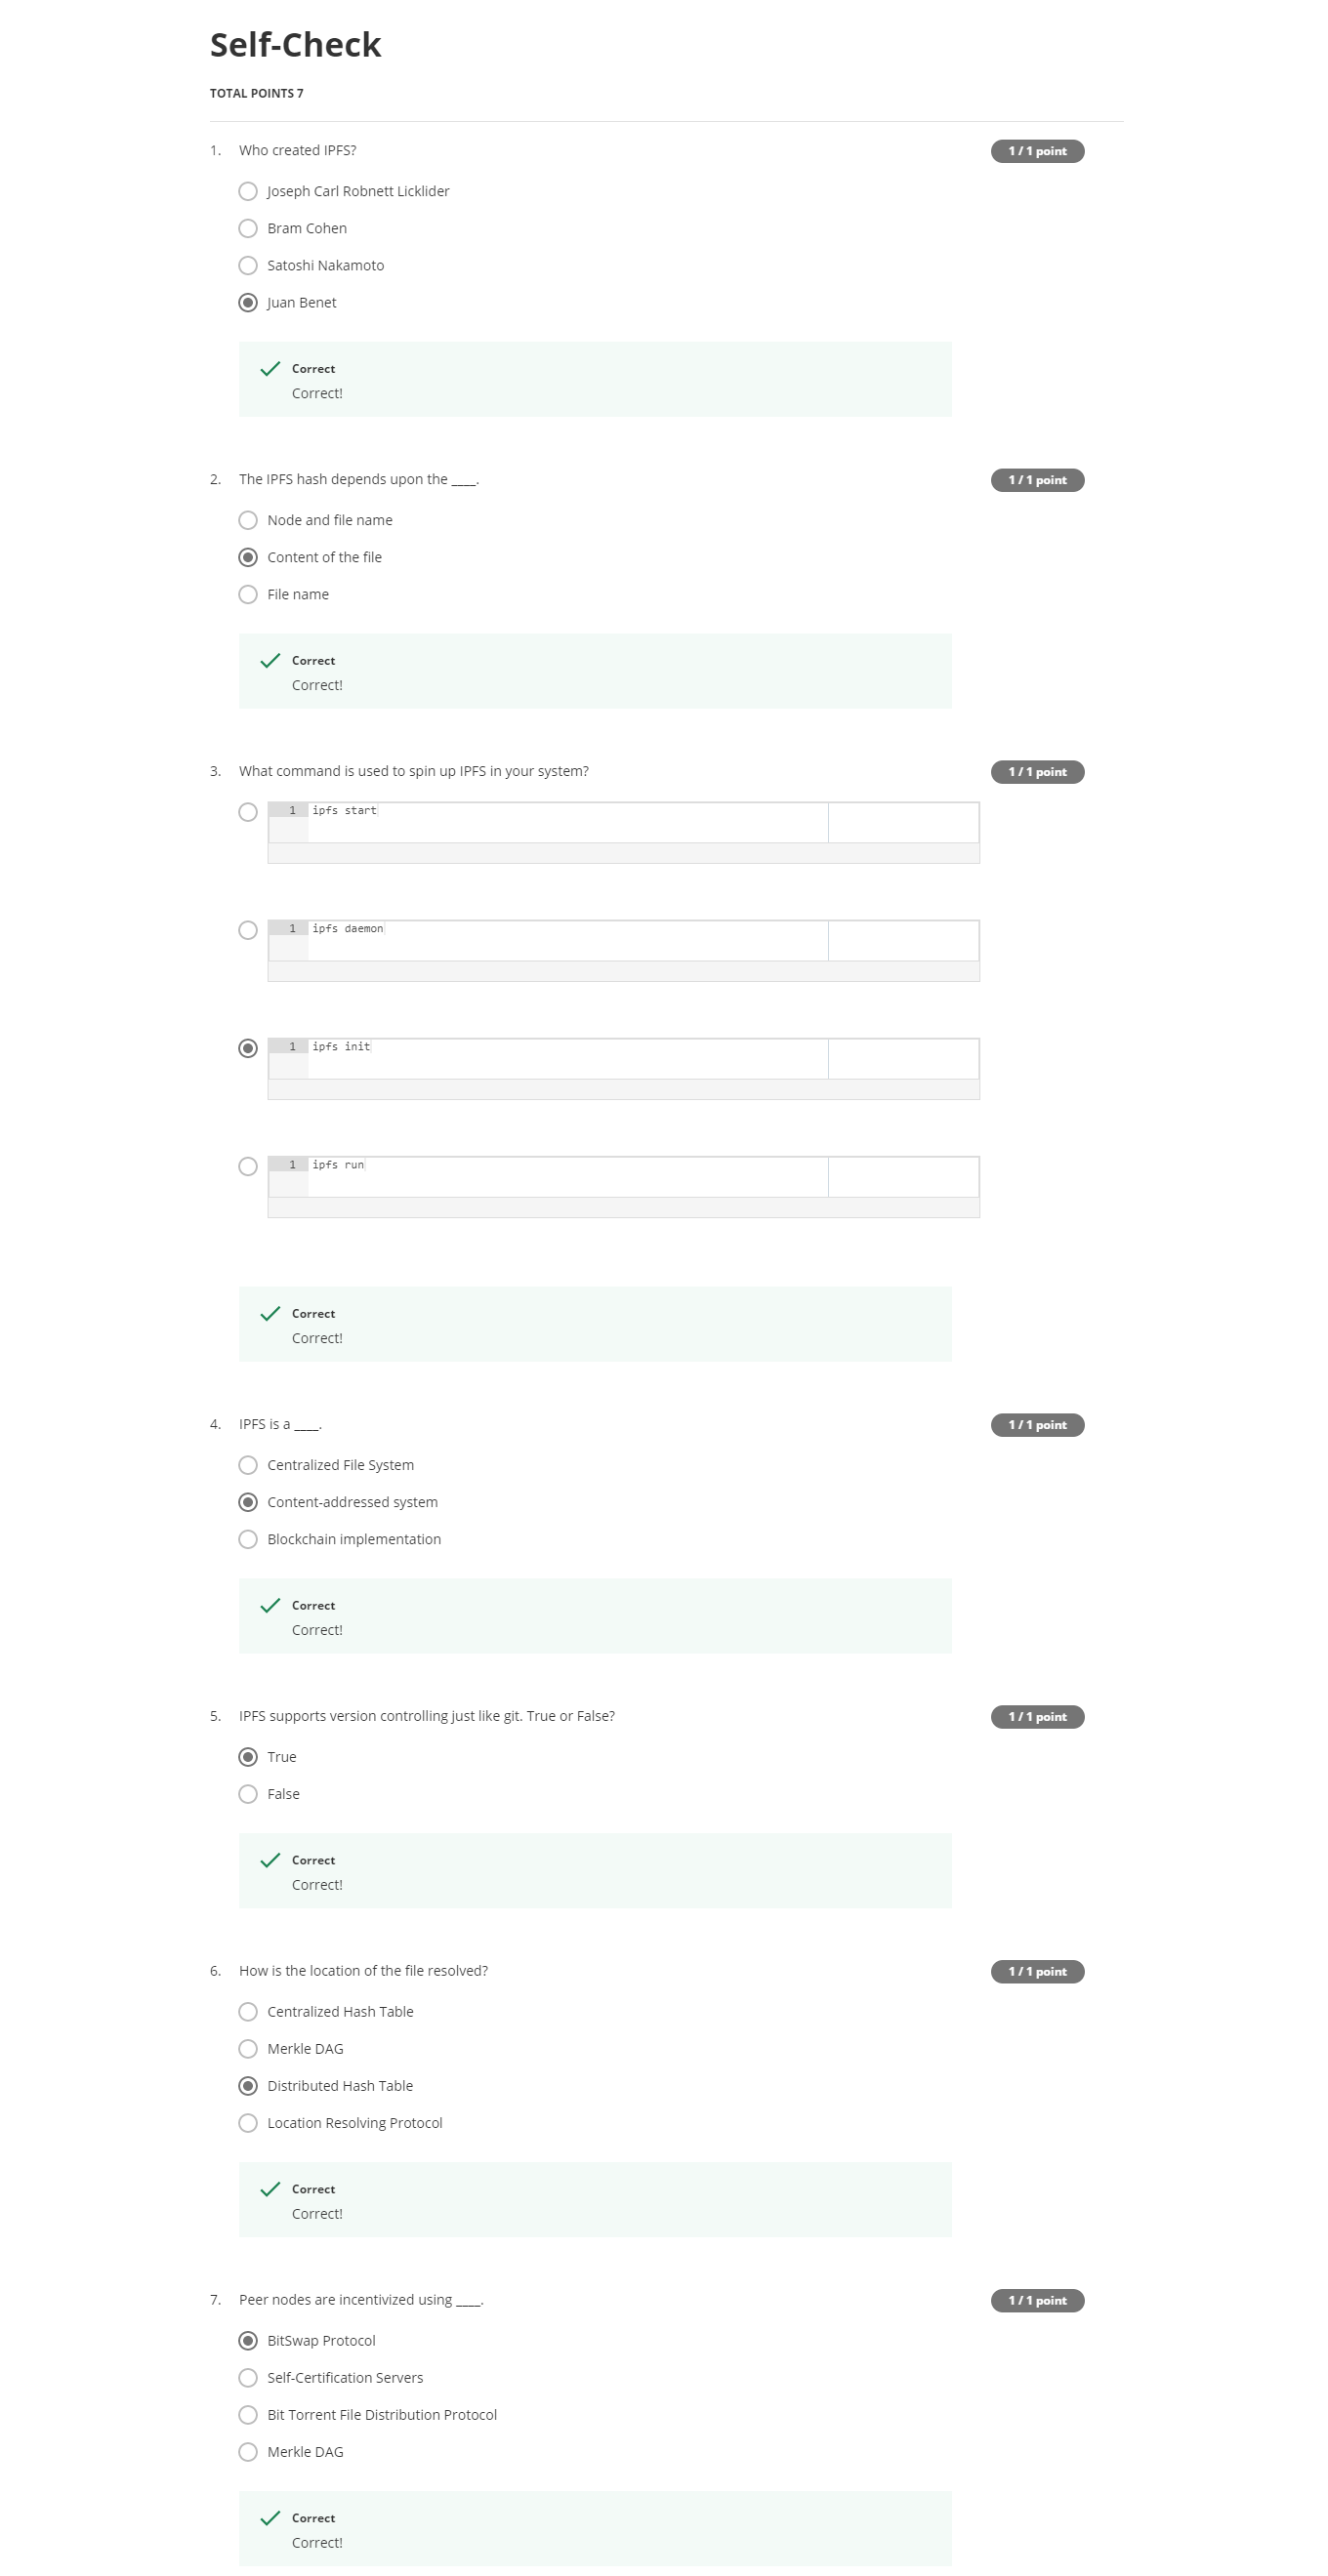 Self-Check
TOTAL POINTS 7
1. Who created IPFS? 1 / 1 point
Joseph Carl Robnett Licklider
Bram Cohen
Satoshi Nakamoto
Juan Benet
Correct
Correct!
2. The IPFS hash depends upon the ____. 1 / 1 point
Node and file name
Content of the file
File name
Correct
Correct!
3. What command is used to spin up IPFS in your system? 1 / 1 point
1 ipfs start
1 ipfs daemon
1 ipfs init
1 ipfs run
Correct
Correct!
4. IPFS is a ____. 1 / 1 point
Centralized File System
Content-addressed system
Blockchain implementation
Correct
Correct!
5. IPFS supports version controlling just like git. True or False? 1 / 1 point
True
False
Correct
Correct!
6. How is the location of the file resolved? 1 / 1 point
Centralized Hash Table
Merkle DAG
Distributed Hash Table
Location Resolving Protocol
Correct
Correct!
7. Peer nodes are incentivized using ____. 1 / 1 point
BitSwap Protocol
Self-Certification Servers
Bit Torrent File Distribution Protocol
Merkle DAG
Correct
Correct!